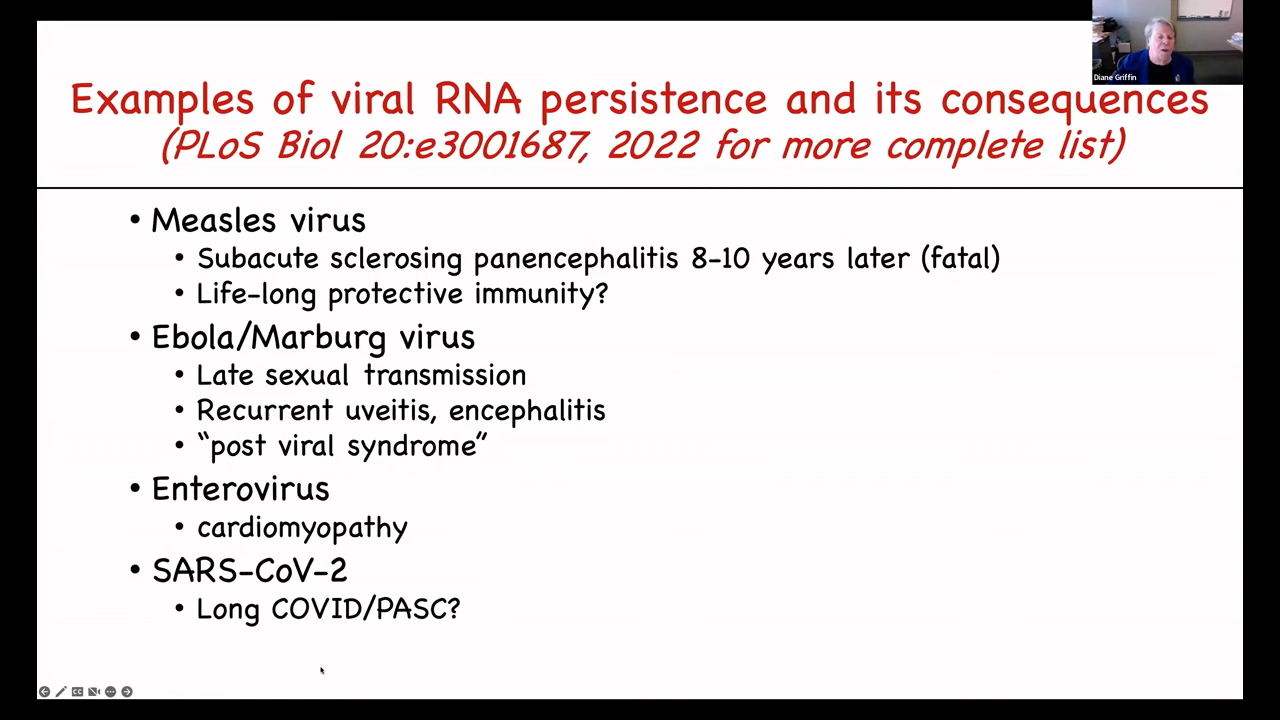 Diane Griffin
Examples of viral RNA persistence and its consequences
(PLoS Biol 20:e3001687, 2022 for more complete list)
• Measles virus
• Subacute sclerosing panencephalitis 8-10 years later (fatal)
• Life-long protective immunity?
• Ebola/Marburg virus
• Late sexual transmission
• Recurrent uveitis, encephalitis
• “post viral syndrome”
• Enterovirus
• cardiomyopathy
• SARS-CoV-2
• Long COVID/PASC?
CC